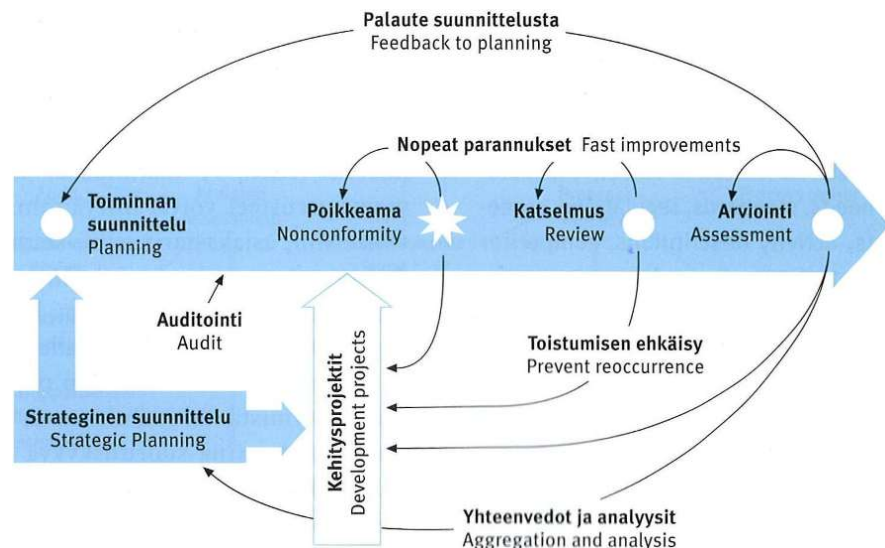 Palaute suunnittelusta
Feedback to planning
Nopeat parannukset Fast improvements
Toiminnan
suunnittelu
Planning
Poikkeama
Nonconformity
Katselmus
Review
Arviointi
Assessment
Auditointi
Audit
Toistumisen ehkäisy
Prevent reoccurrence
Strateginen suunnittelu
Strategic Planning
Kehitysprojektit
Development projects
Yhteenvedot ja analyysit
Aggregation and analysis